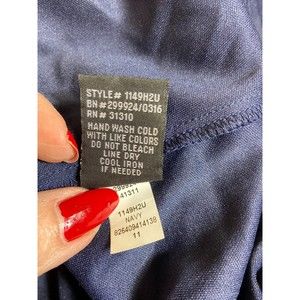 STYLE# 1149H2U
BN# 299924/0316
RN# 31310
HAND WASH COLD
WITH LIKE COLORS
DO NOT BLEACH
LINE DRY
COOL IRON
IF NEEDED
41311
1149H2U
NAVY
826409414138
11